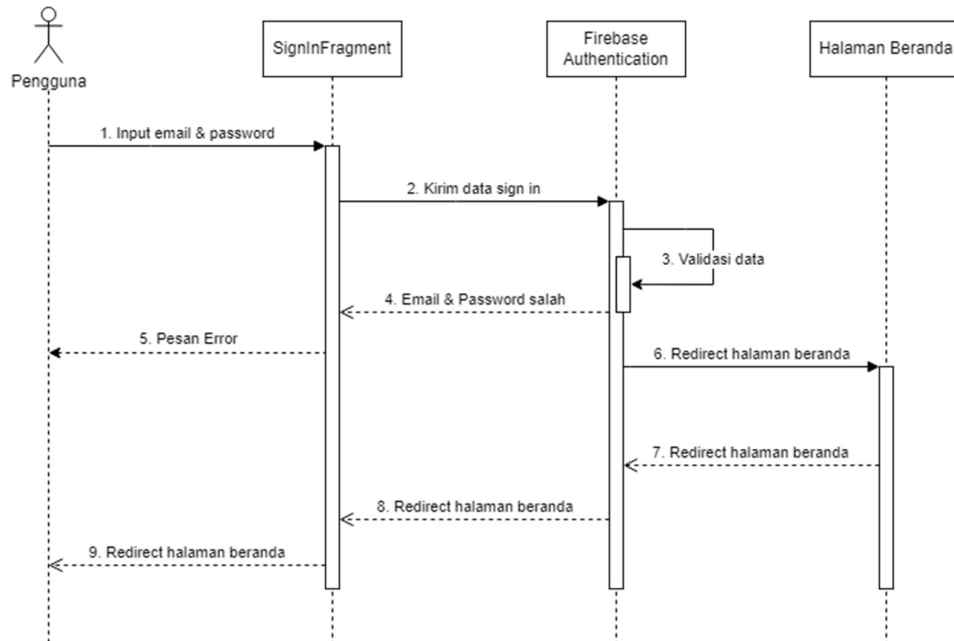 Pengguna
SignInFragment
Firebase
Authentication
Halaman Beranda
1. Input email & password
2. Kirim data sign in
3. Validasi data
4. Email & Password salah
5. Pesan Error
6. Redirect halaman beranda
7. Redirect halaman beranda
8. Redirect halaman beranda
9. Redirect halaman beranda